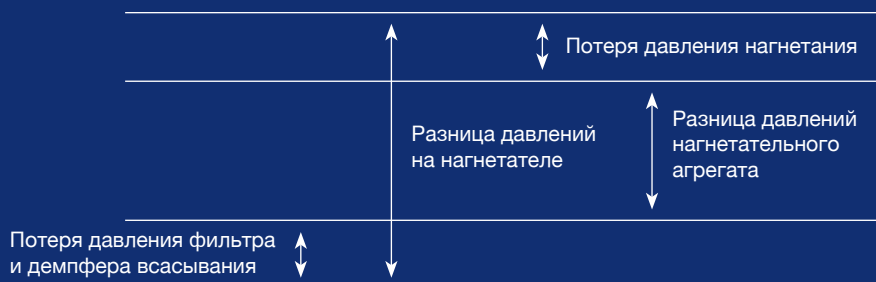 Потеря давления нагнетания
Разница давлений
на нагнетателе
Разница давлений
нагнетательного
агрегата
Потеря давления фильтра
и демпфера всасывания